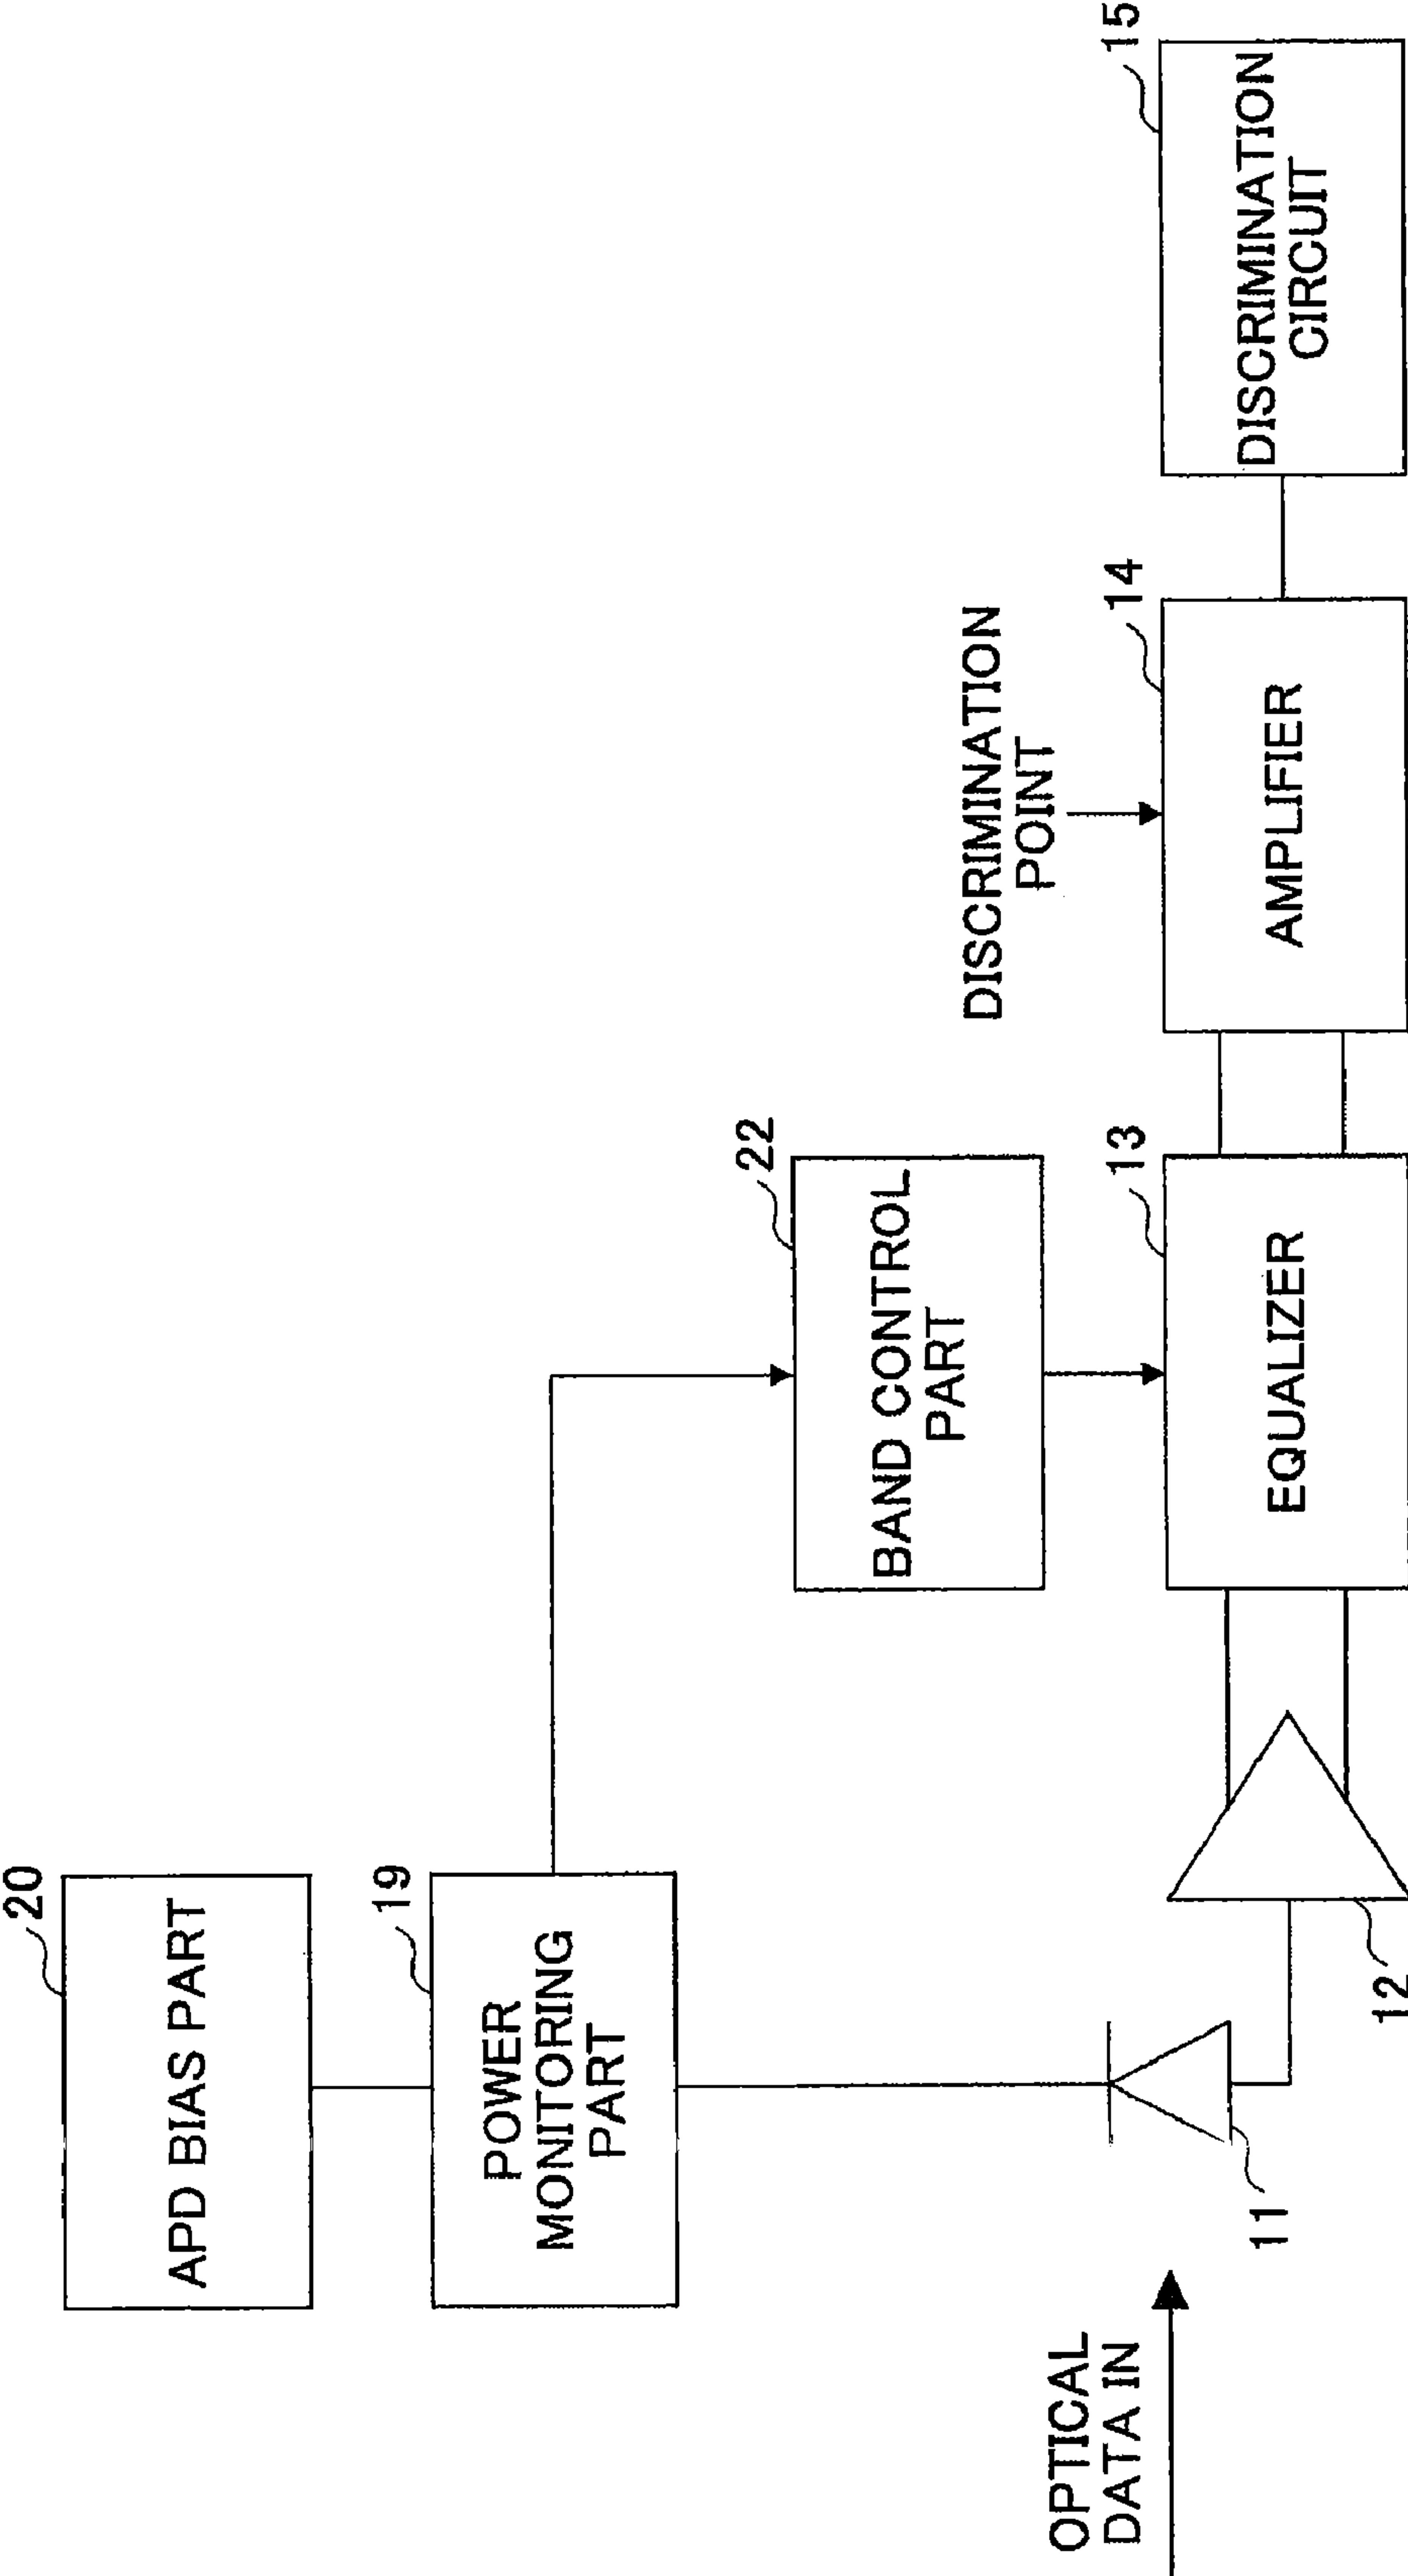 20
APD BIAS PART
19
POWER
MONITORING
PART
22
BAND CONTROL
PART
DISCRIMINATION
POINT
OPTICAL
DATA IN
11
12
13
EQUALIZER
14
AMPLIFIER
15
DISCRIMINATION
CIRCUIT